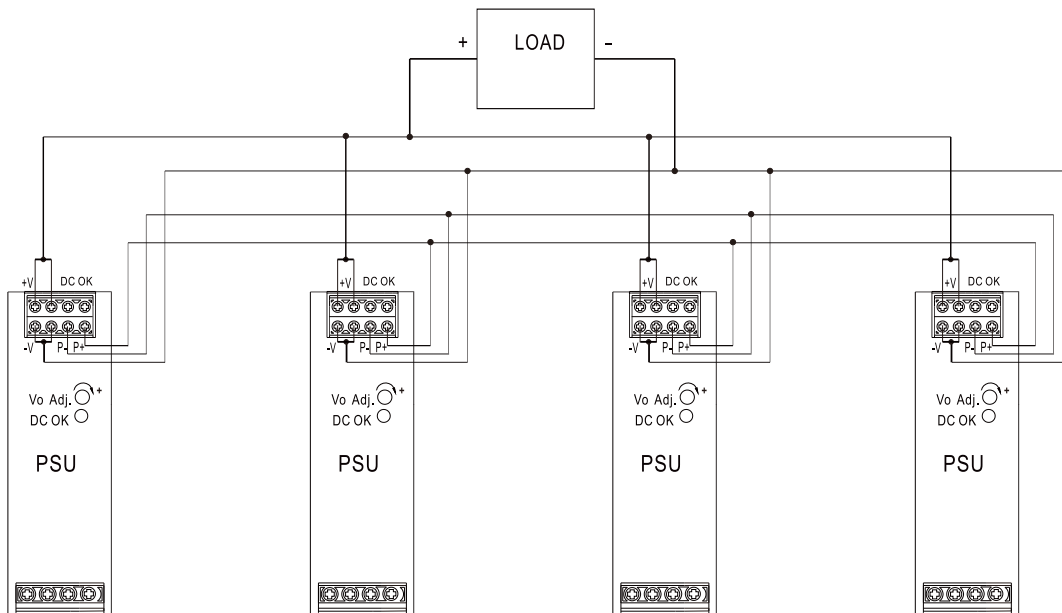 + LOAD -
+V DC OK
+V DC OK
+V DC OK
+V DC OK
-V P- P+
-V P- P+
-V P- P+
-V P- P+
Vo Adj. +
DC OK
PSU
Vo Adj. +
DC OK
PSU
Vo Adj. +
DC OK
PSU
Vo Adj. +
DC OK
PSU